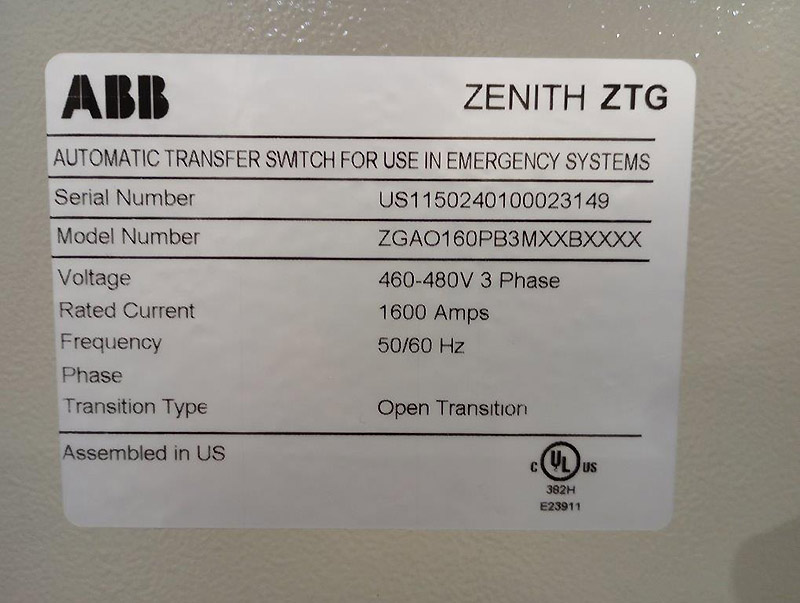 ABB ZENITH ZTG
AUTOMATIC TRANSFER SWITCH FOR USE IN EMERGENCY SYSTEMS
Serial Number US1150240100023149
Model Number ZGAO160PB3MXXBXXXX
Voltage 460-480V 3 Phase
Rated Current 1600 Amps
Frequency 50/60 Hz
Phase
Transition Type Open Transition
Assembled in US
C UL US
382H
E23911